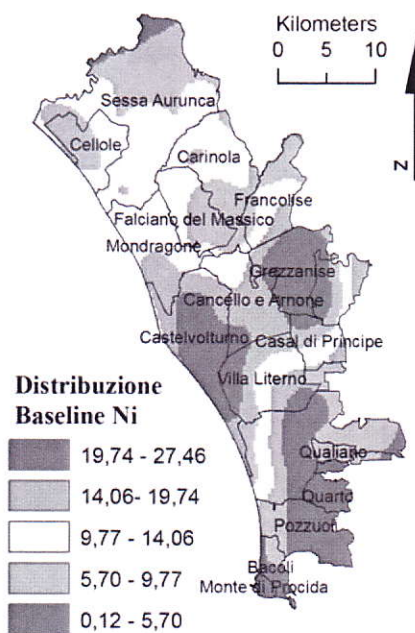 Kilometers
0 5 10
N
Sessa Aurunca
Cellole
Carinola
Francolise
Falciano del Massico
Mondragone
Grezzanise
Cancello e Arnone
Castelvolturno
Casal di Principe
Villa Literno
Distribuzione
Baseline Ni
19,74 - 27,46
14,06- 19,74
9,77 - 14,06
5,70 - 9,77
0,12 - 5,70
Qualiano
Quarto
Pozzuoli
Bacoli
Monte di Procida